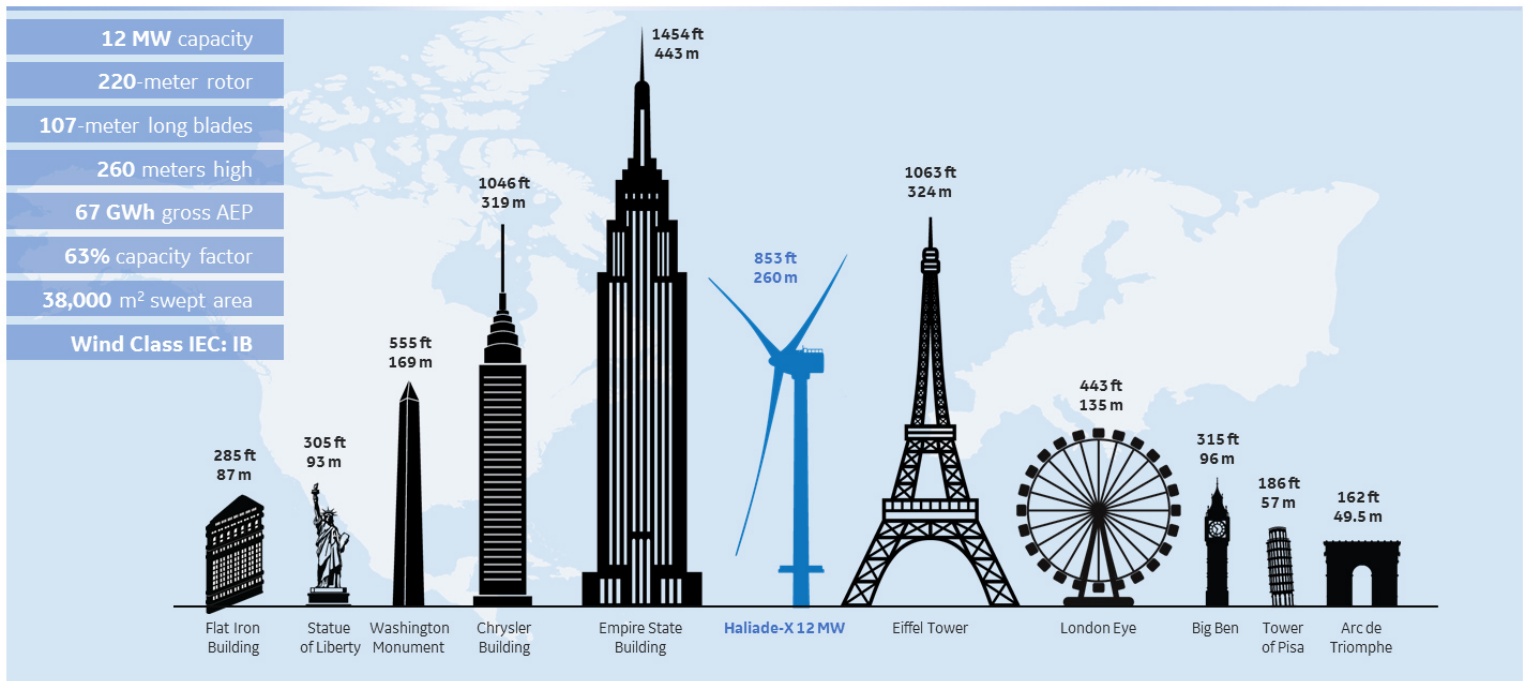 12 MW capacity
220-meter rotor
107-meter long blades
260 meters high
67 GWh gross AEP
63% capacity factor
38,000 m² swept area
Wind Class IEC: IB
285 ft
87 m
305 ft
93 m
555 ft
169 m
1046 ft
319 m
1454 ft
443 m
853 ft
260 m
1063 ft
324 m
443 ft
135 m
315 ft
96 m
186 ft
57 m
162 ft
49.5 m
Flat Iron
Building
Statue
of Liberty
Washington
Monument
Chrysler
Building
Empire State
Building
Haliade-X 12 MW
Eiffel Tower
London Eye
Big Ben
Tower
of Pisa
Arc de
Triomphe